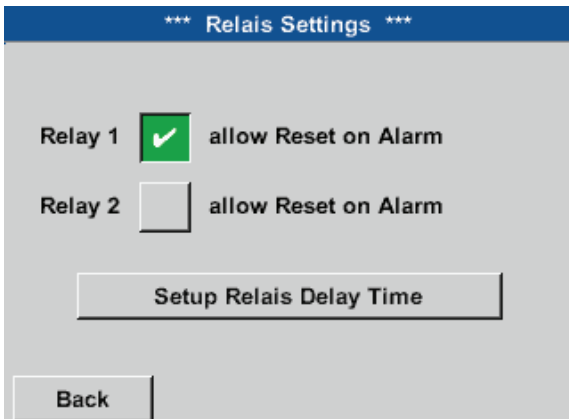 *** Relais Settings ***
Relay 1 ✔ allow Reset on Alarm
Relay 2 allow Reset on Alarm
Setup Relais Delay Time
Back